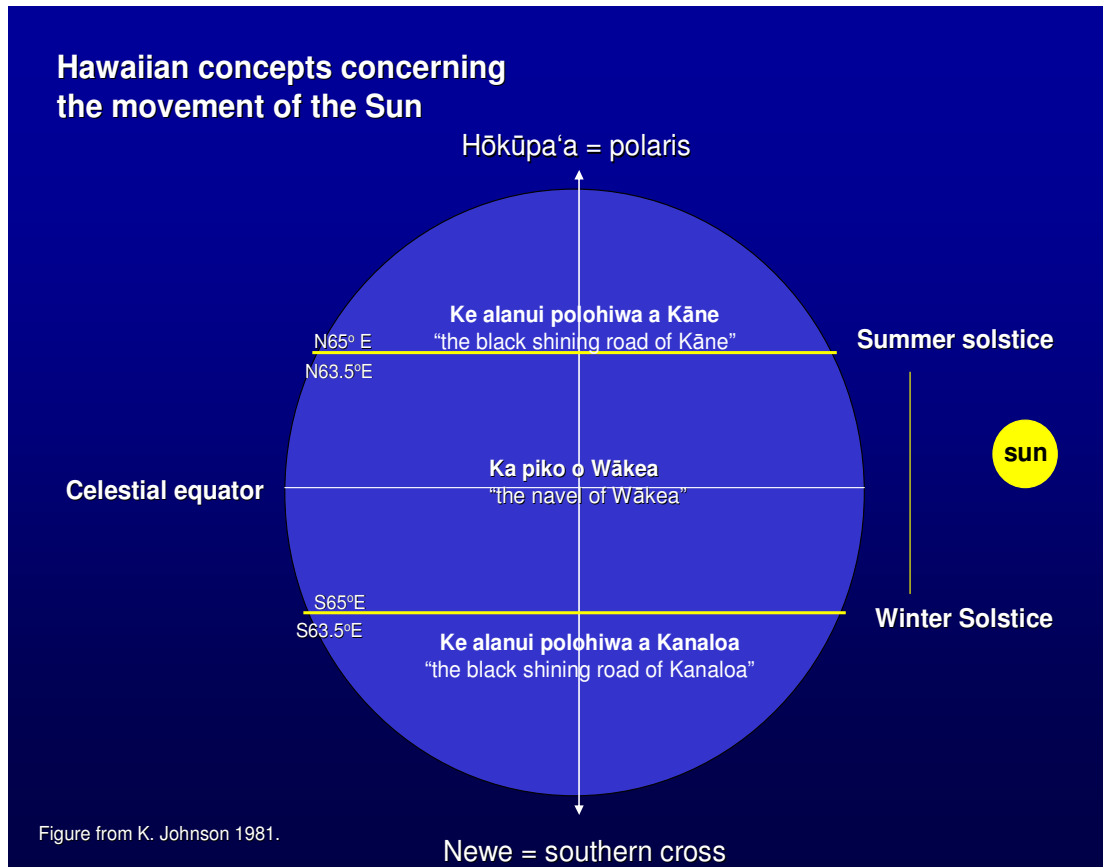 Hawaiian concepts concerning
the movement of the Sun
Hōkūpa‘a = polaris
Ke alanui polohiwa a Kāne
“the black shining road of Kāne”
N65º E
N63.5ºE
Summer solstice
sun
Ka piko o Wākea
“the navel of Wākea”
Celestial equator
S65ºE
S63.5ºE
Winter Solstice
Ke alanui polohiwa a Kanaloa
“the black shining road of Kanaloa”
Figure from K. Johnson 1981.
Newe = southern cross